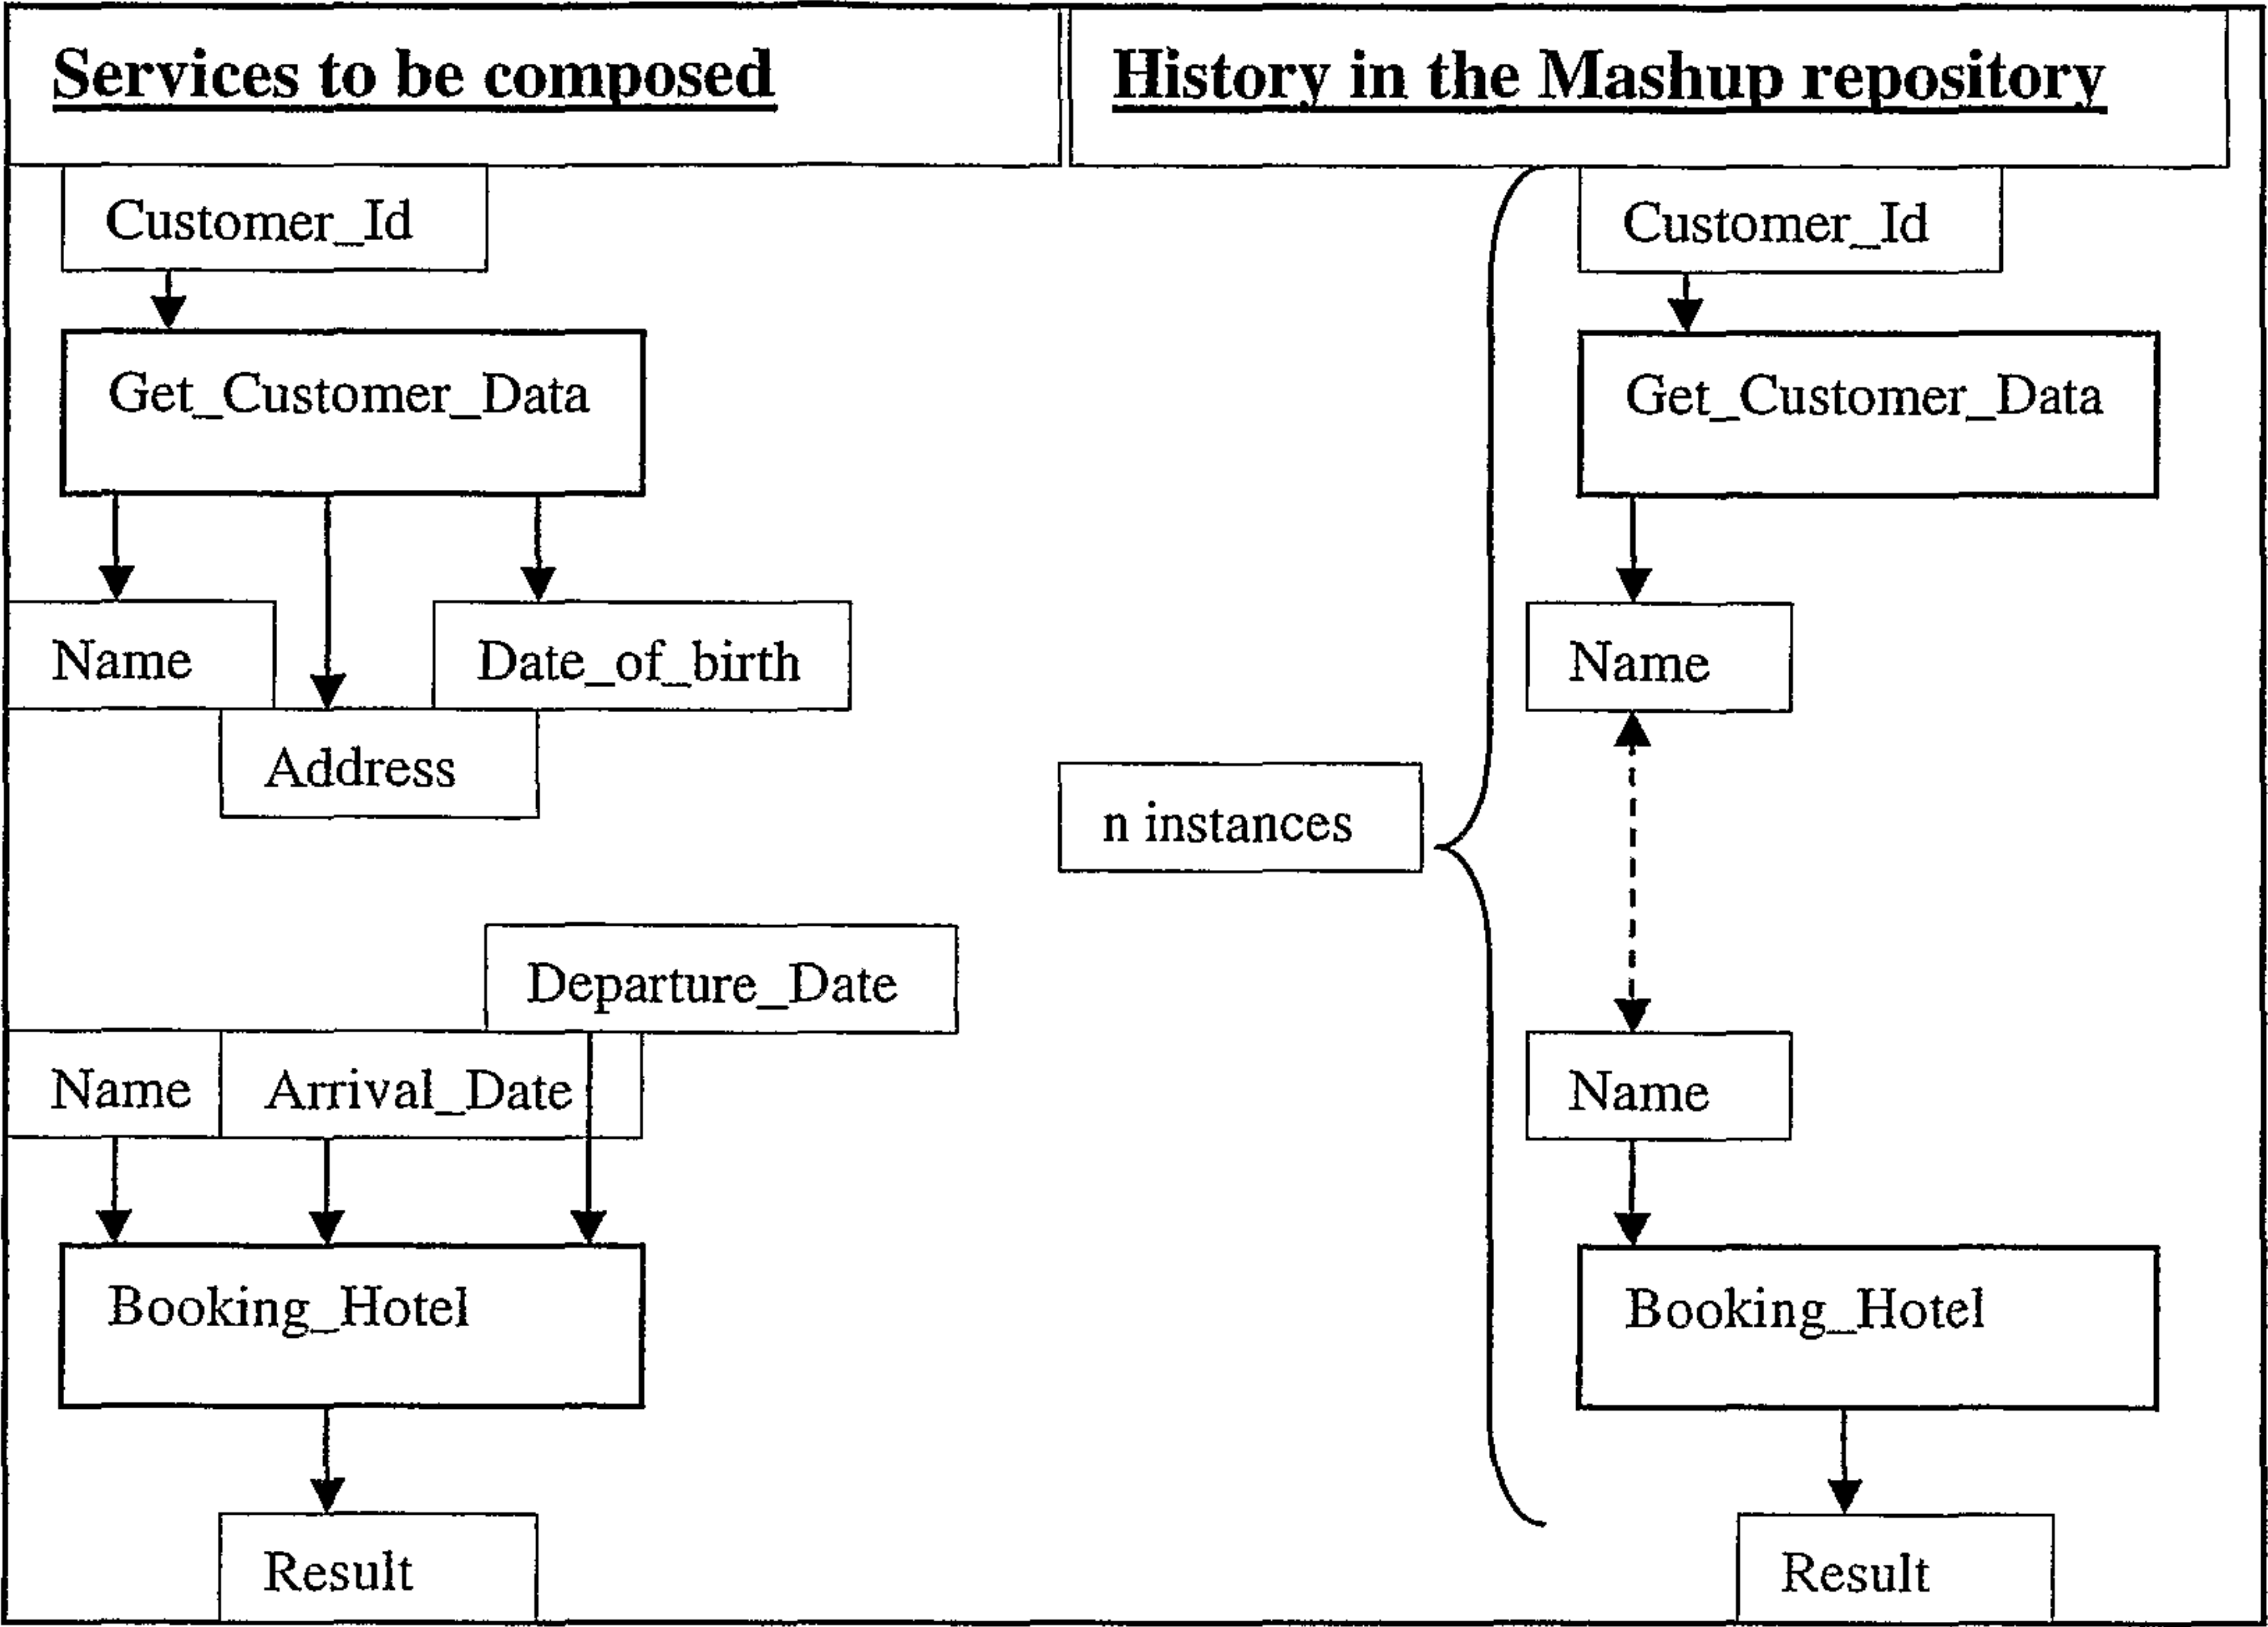 Services to be composed
History in the Mashup repository
Customer_Id
Get_Customer_Data
Name
Date_of_birth
Address
Departure_Date
Name
Arrival_Date
Booking_Hotel
Result
n instances
Customer_Id
Get_Customer_Data
Name
Name
Booking_Hotel
Result